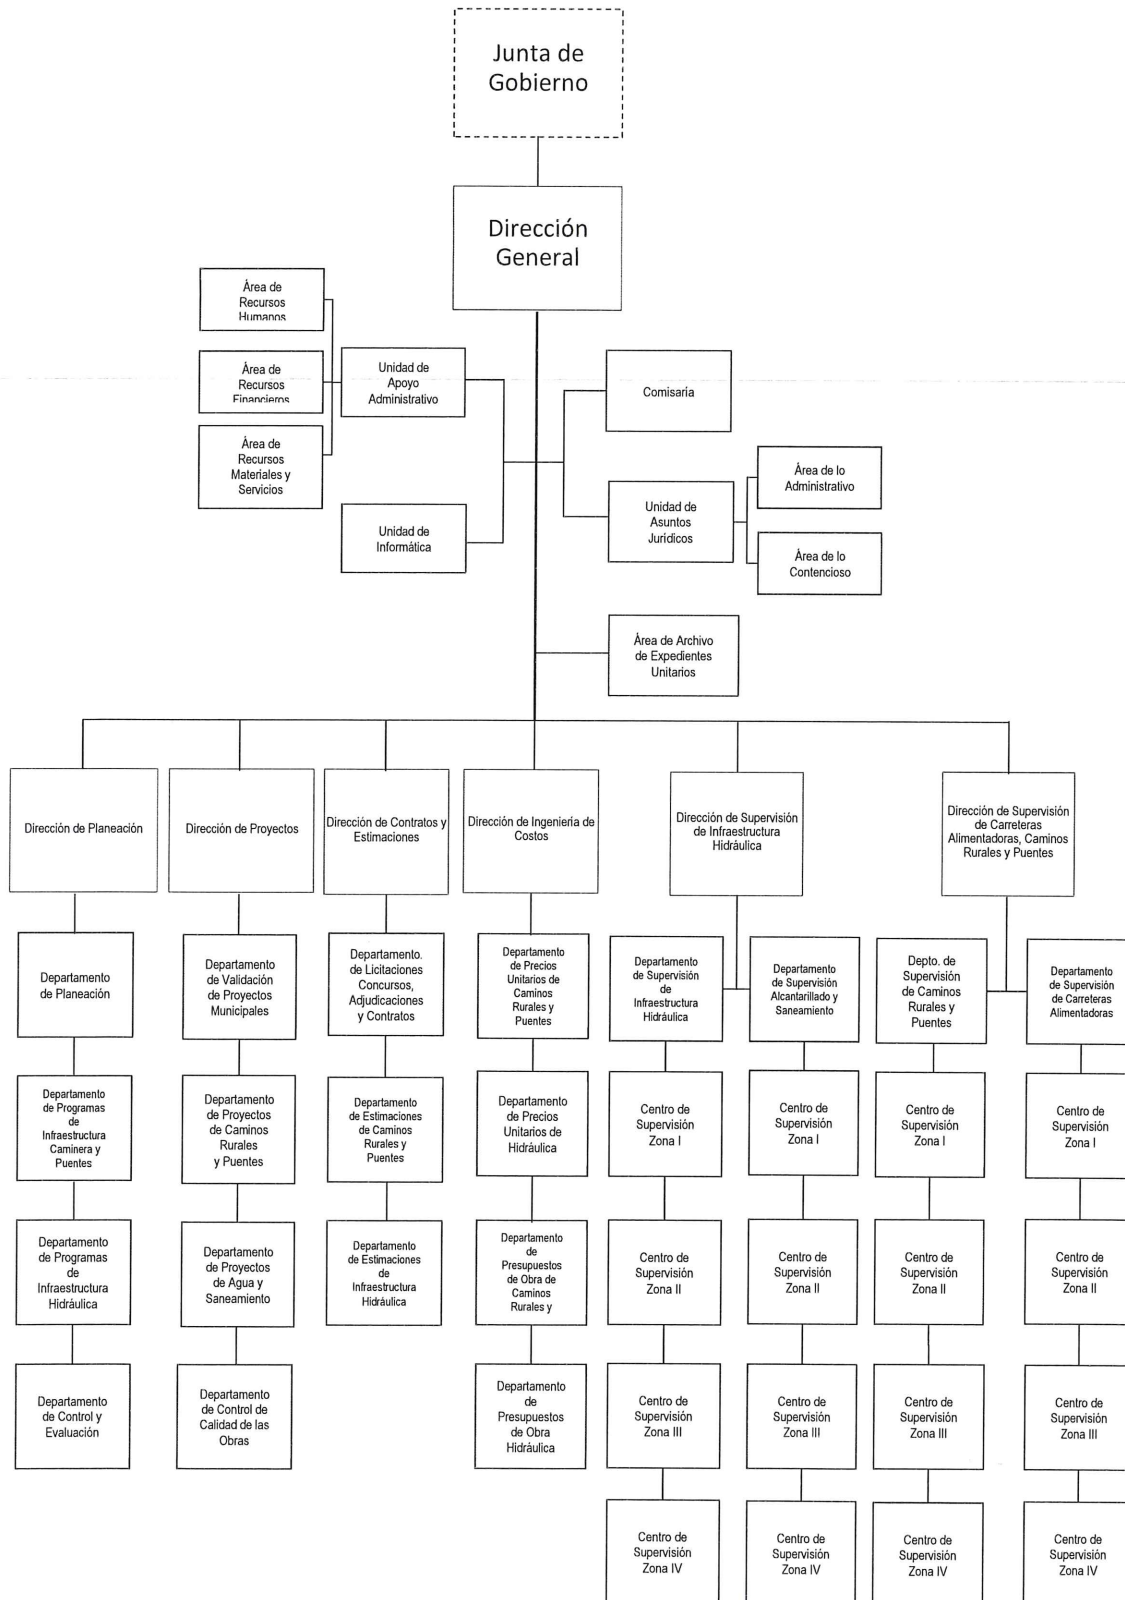 Junta de
Gobierno
Dirección
General
Área de
Recursos
Humanos
Área de
Recursos
Financieros
Área de
Recursos
Materiales y
Servicios
Unidad de
Apoyo
Administrativo
Unidad de
Informática
Comisaría
Unidad de
Asuntos
Jurídicos
Área de lo
Administrativo
Área de lo
Contencioso
Área de Archivo
de Expedientes
Unitarios
Dirección de Planeación
Dirección de Proyectos
Dirección de Contratos y
Estimaciones
Dirección de Ingeniería de
Costos
Dirección de Supervisión
de Infraestructura
Hidráulica
Dirección de Supervisión
de Carreteras
Alimentadoras, Caminos
Rurales y Puentes
Departamento
de Planeación
Departamento
de Validación
de Proyectos
Municipales
Departamento.
de Licitaciones
Concursos,
Adjudicaciones
y Contratos
Departamento
de Precios
Unitarios de
Caminos
Rurales y
Puentes
Departamento
de Supervisión
de
Infraestructura
Hidráulica
Departamento
de Supervisión
Alcantarillado y
Saneamiento
Depto. de
Supervisión
de Caminos
Rurales y
Puentes
Departamento
de Supervisión
de Carreteras
Alimentadoras
Departamento
de Programas
de
Infraestructura
Caminera y
Puentes
Departamento
de Proyectos
de Caminos
Rurales
y Puentes
Departamento
de Estimaciones
de Caminos
Rurales y
Puentes
Departamento
de Precios
Unitarios de
Hidráulica
Centro de
Supervisión
Zona I
Centro de
Supervisión
Zona I
Centro de
Supervisión
Zona I
Centro de
Supervisión
Zona I
Departamento
de Programas
de
Infraestructura
Hidráulica
Departamento
de Proyectos
de Agua y
Saneamiento
Departamento
de Estimaciones
de
Infraestructura
Hidráulica
Departamento
de
Presupuestos
de Obra de
Caminos
Rurales y
Centro de
Supervisión
Zona II
Centro de
Supervisión
Zona II
Centro de
Supervisión
Zona II
Centro de
Supervisión
Zona II
Departamento
de Control y
Evaluación
Departamento
de Control de
Calidad de las
Obras
Departamento
de
Presupuestos
de Obra
Hidráulica
Centro de
Supervisión
Zona III
Centro de
Supervisión
Zona III
Centro de
Supervisión
Zona III
Centro de
Supervisión
Zona III
Centro de
Supervisión
Zona IV
Centro de
Supervisión
Zona IV
Centro de
Supervisión
Zona IV
Centro de
Supervisión
Zona IV